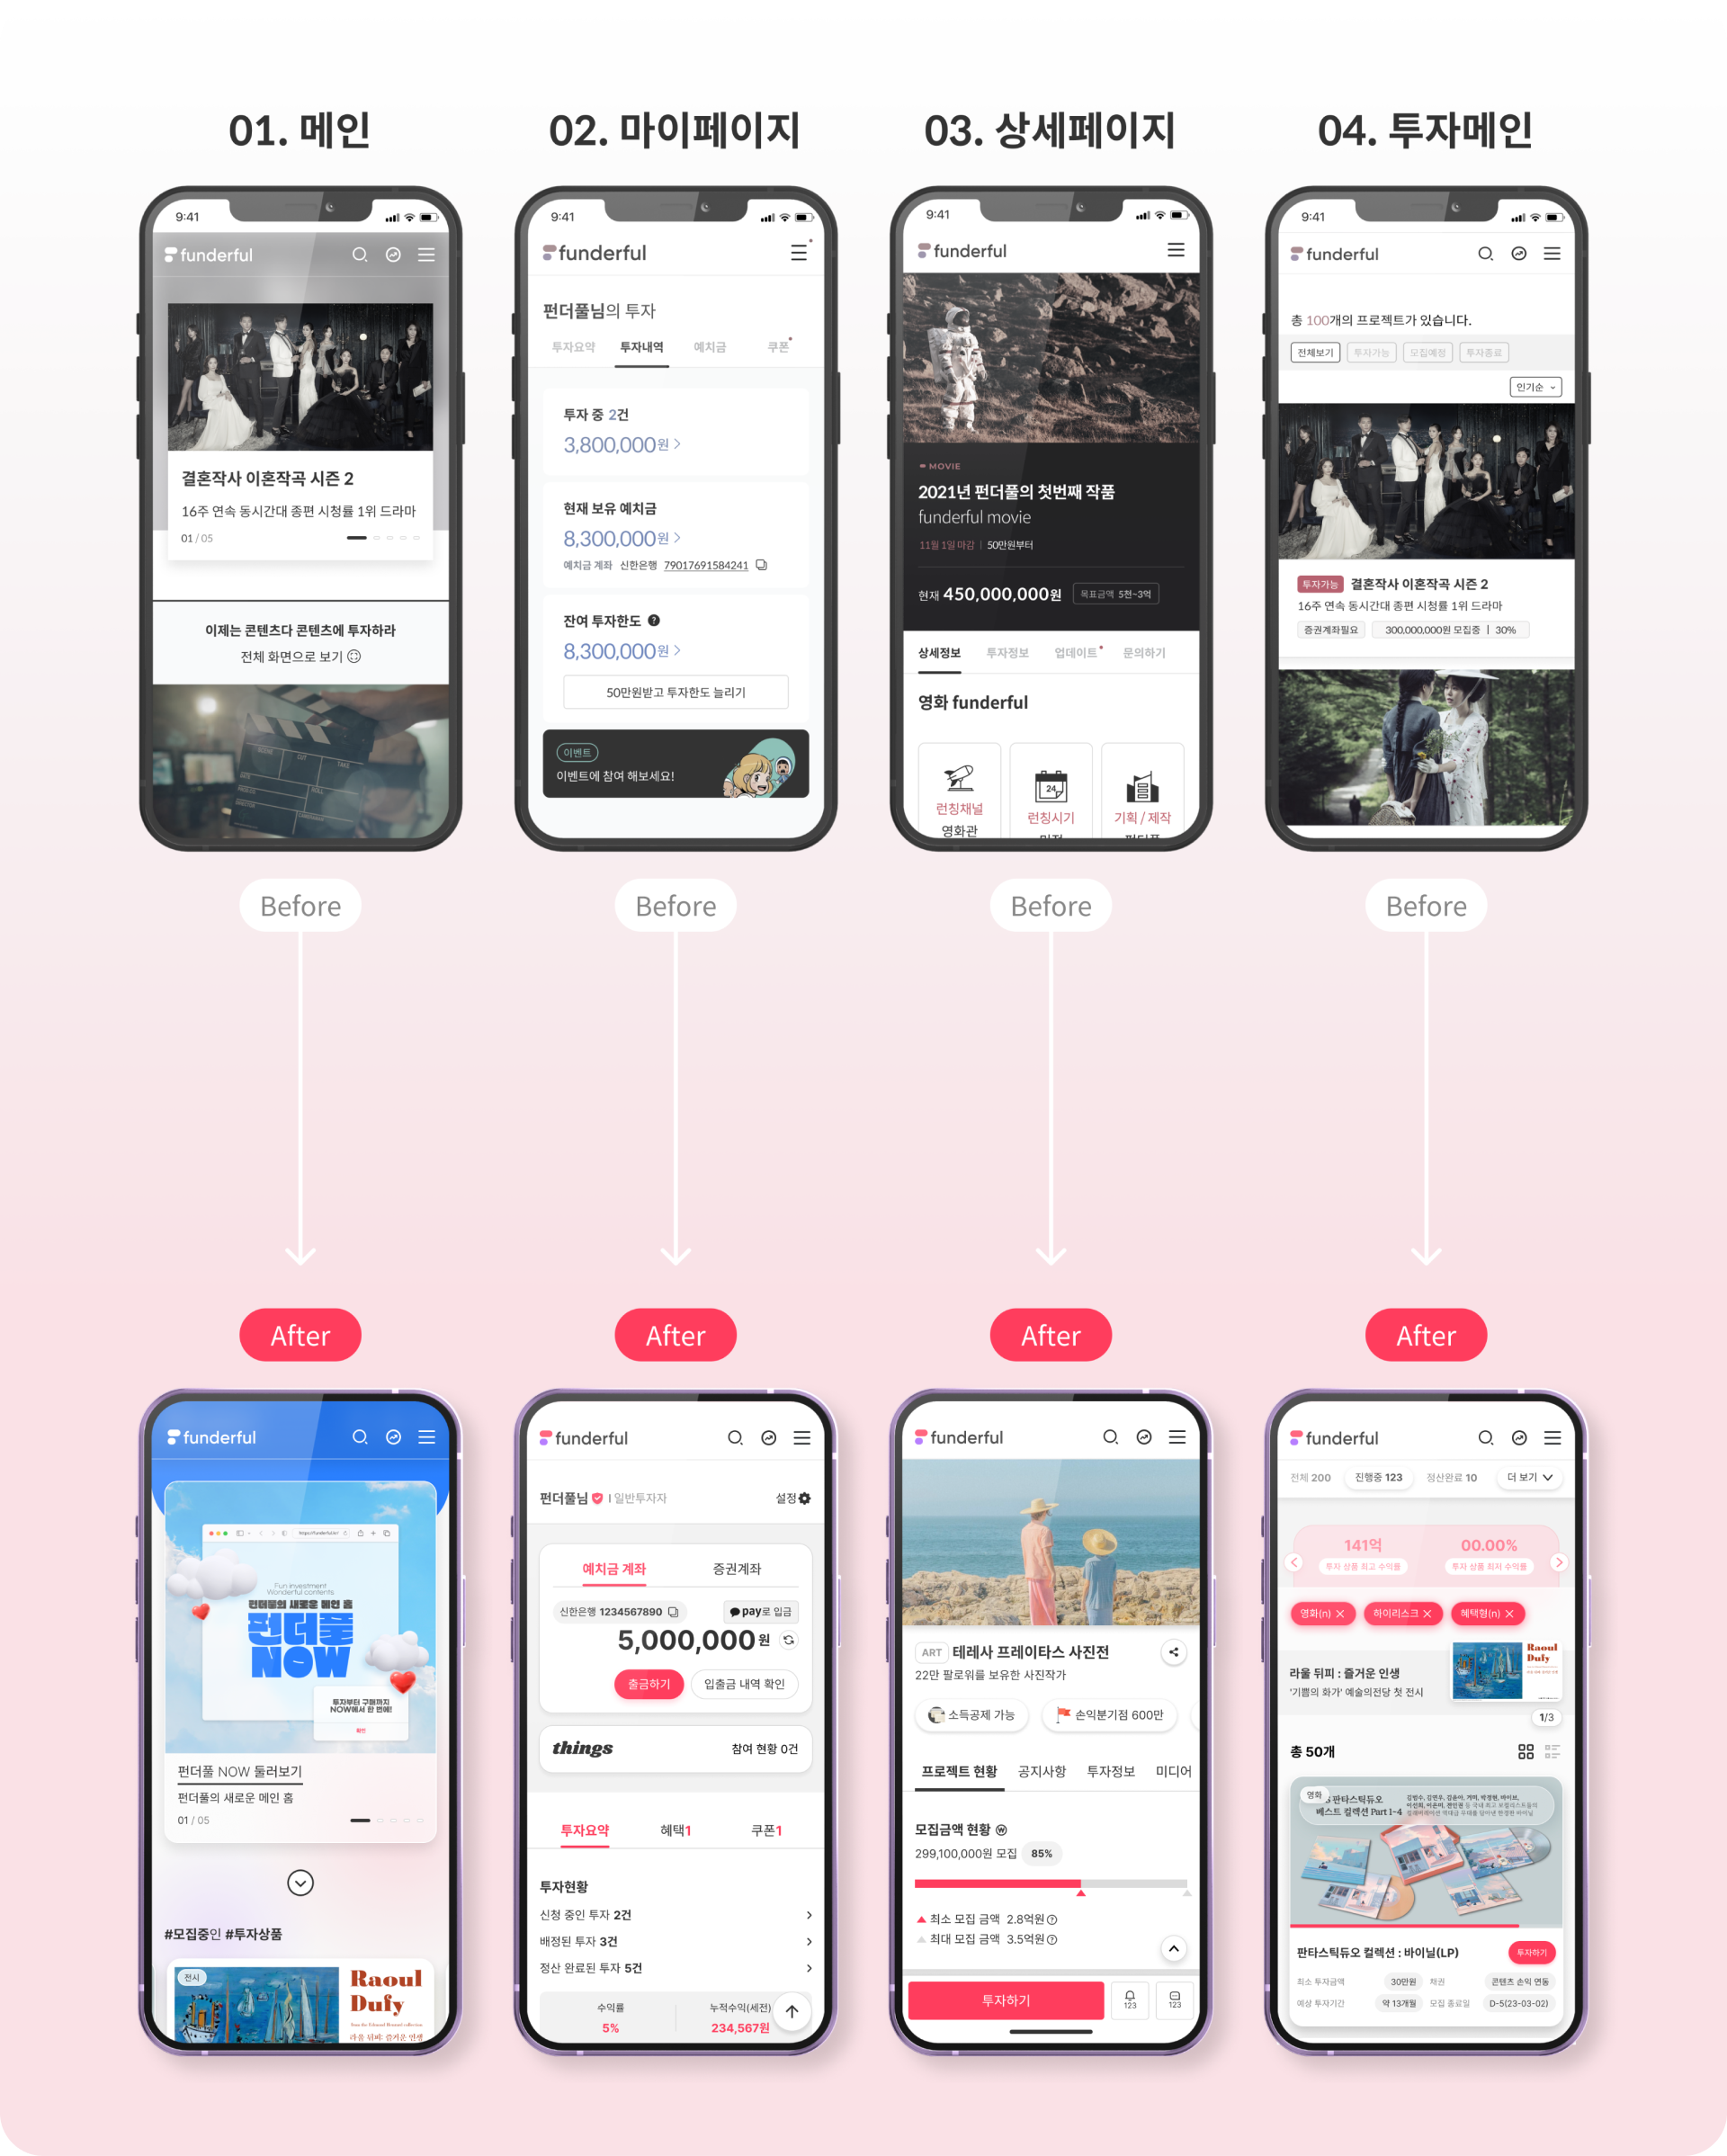 01. 메인
02. 마이페이지
03. 상세페이지
04. 투자메인
9:41
funderful
결혼작사 이혼작곡 시즌 2
16주 연속 동시간대 종편 시청률 1위 드라마
01 / 05
이제는 콘텐츠다 콘텐츠에 투자하라
전체 화면으로 보기
9:41
funderful
펀더풀님의 투자
투자요약 투자내역 예치금 쿠폰
투자 중 2건
3,800,000원 >
현재 보유 예치금
8,300,000원 >
예치금 계좌 신한은행 79017691584241
잔여 투자한도 ?
8,300,000원 >
50만원받고 투자한도 늘리기
이벤트
이벤트에 참여 해보세요!
9:41
funderful
MOVIE
2021년 펀더풀의 첫번째 작품
funderful movie
11월 1일 마감 | 50만원부터
현재 450,000,000원 목표금액 5천~3억
상세정보 투자정보 업데이트 문의하기
영화 funderful
24
런칭채널 런칭시기 기획 / 제작
영화관
9:41
funderful
총 100개의 프로젝트가 있습니다.
전체보기 투자가능 모집예정 투자종료
인기순
투자가능 결혼작사 이혼작곡 시즌 2
16주 연속 동시간대 종편 시청률 1위 드라마
증권계좌필요 300,000,000원 모집중 | 30%
Before
Before
Before
Before
After
After
After
After
funderful
Fun investment
Wonderful contents
펀더풀의 새로운 메인 홈
펀더풀
NOW
투자부터 구매까지
NOW에서 한 번에!
확인
펀더풀 NOW 둘러보기
펀더풀의 새로운 메인 홈
01 / 05
#모집중인 #투자상품
전시
Raoul
Dufy
라울 뒤피: 즐거운 인생
funderful
펀더풀님 | 일반투자자 설정
예치금 계좌 증권계좌
신한은행 1234567890 pay로 입금
5,000,000 원
출금하기 입출금 내역 확인
things 참여 현황 0건
투자요약 혜택1 쿠폰1
투자현황
신청 중인 투자 2건
배정된 투자 3건
정산 완료된 투자 5건
수익률 누적수익(세전)
5% 234,567원
funderful
ART 테레사 프레이타스 사진전
22만 팔로워를 보유한 사진작가
소득공제 가능 손익분기점 600만
프로젝트 현황 공지사항 투자정보 미디어
모집금액 현황
299,100,000원 모집 85%
최소 모집 금액 2.8억원
최대 모집 금액 3.5억원
투자하기 123 123
funderful
전체 200 진행중 123 정산완료 10 더 보기
141억 00.00%
투자 상품 최고 수익률 투자 상품 최저 수익률
영화(n) × 하이리스크 × 혜택형(n) ×
라울 뒤피 : 즐거운 인생
'기쁨의 화가' 예술의전당 첫 전시
Raoul
Dufy
1/3
총 50개
영화
판타스틱듀오
베스트 컬렉션 Part 1-4
판타스틱듀오 컬렉션 : 바이닐(LP) 투자하기
최소 투자금액 30만원 채권 콘텐츠 손익 연동
예상 투자기간 약 13개월 모집 종료일 D-5(23-03-02)